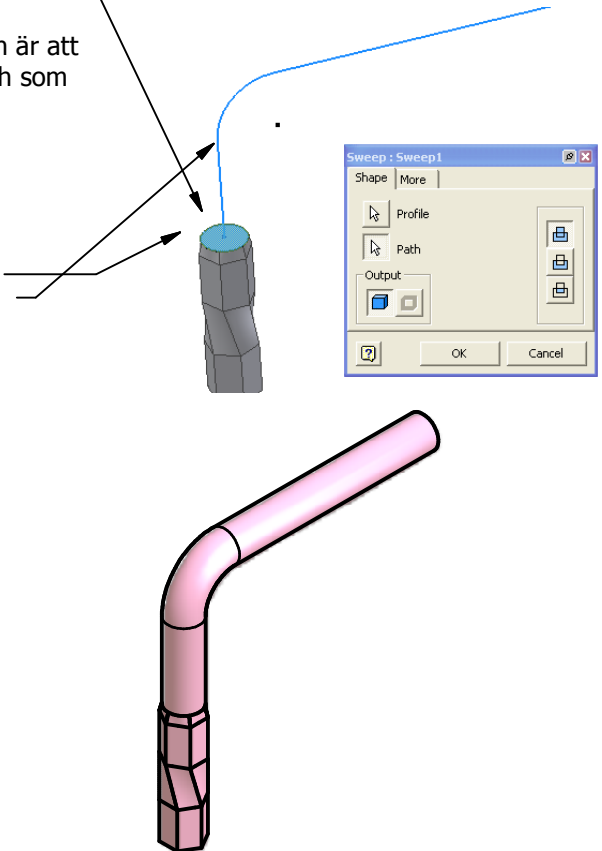 är att
som
Sweep : Sweep1
Shape
More
Profile
Path
Output
OK
Cancel